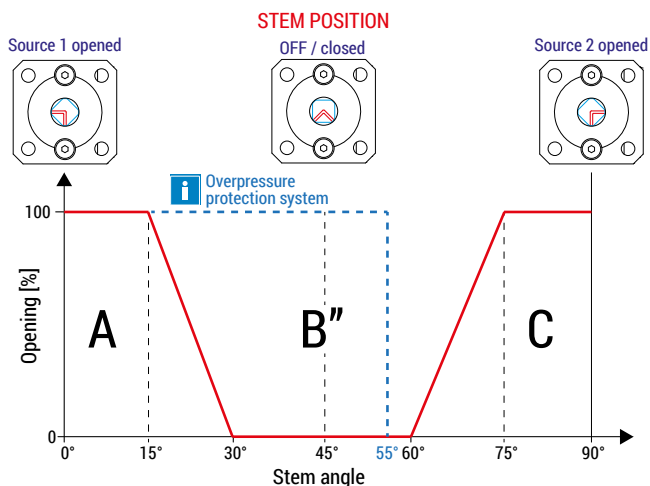 STEM POSITION
Source 1 opened
OFF / closed
Source 2 opened
i
Overpressure
protection system
100
Opening [%]
A
B”
C
0
0°
15°
30°
45°
55°
60°
75°
90°
Stem angle